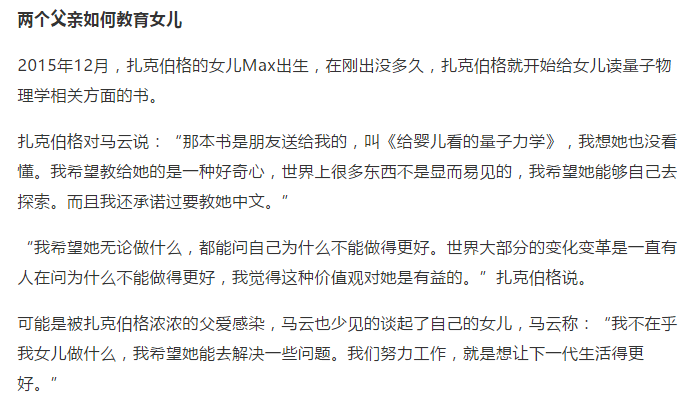 两个父亲如何教育女儿
2015年12月，扎克伯格的女儿Max出生，在刚出没多久，扎克伯格就开始给女儿读量子物
理学相关方面的书。
扎克伯格对马云说：“那本书是朋友送给我的，叫《给婴儿看的量子力学》，我想她也没看
懂。我希望教给她的是一种好奇心，世界上很多东西不是显而易见的，我希望她能够自己去
探索。而且我还承诺过要教她中文。”
“我希望她无论做什么，都能问自己为什么不能做得更好。世界大部分的变化变革是一直有
人在问为什么不能做得更好，我觉得这种价值观对她是有益的。”扎克伯格说。
可能是被扎克伯格浓浓的父爱感染，马云也少见的谈起了自己的女儿，马云称：“我不在乎
我女儿做什么，我希望她能去解决一些问题。我们努力工作，就是想让下一代生活得更
好。”